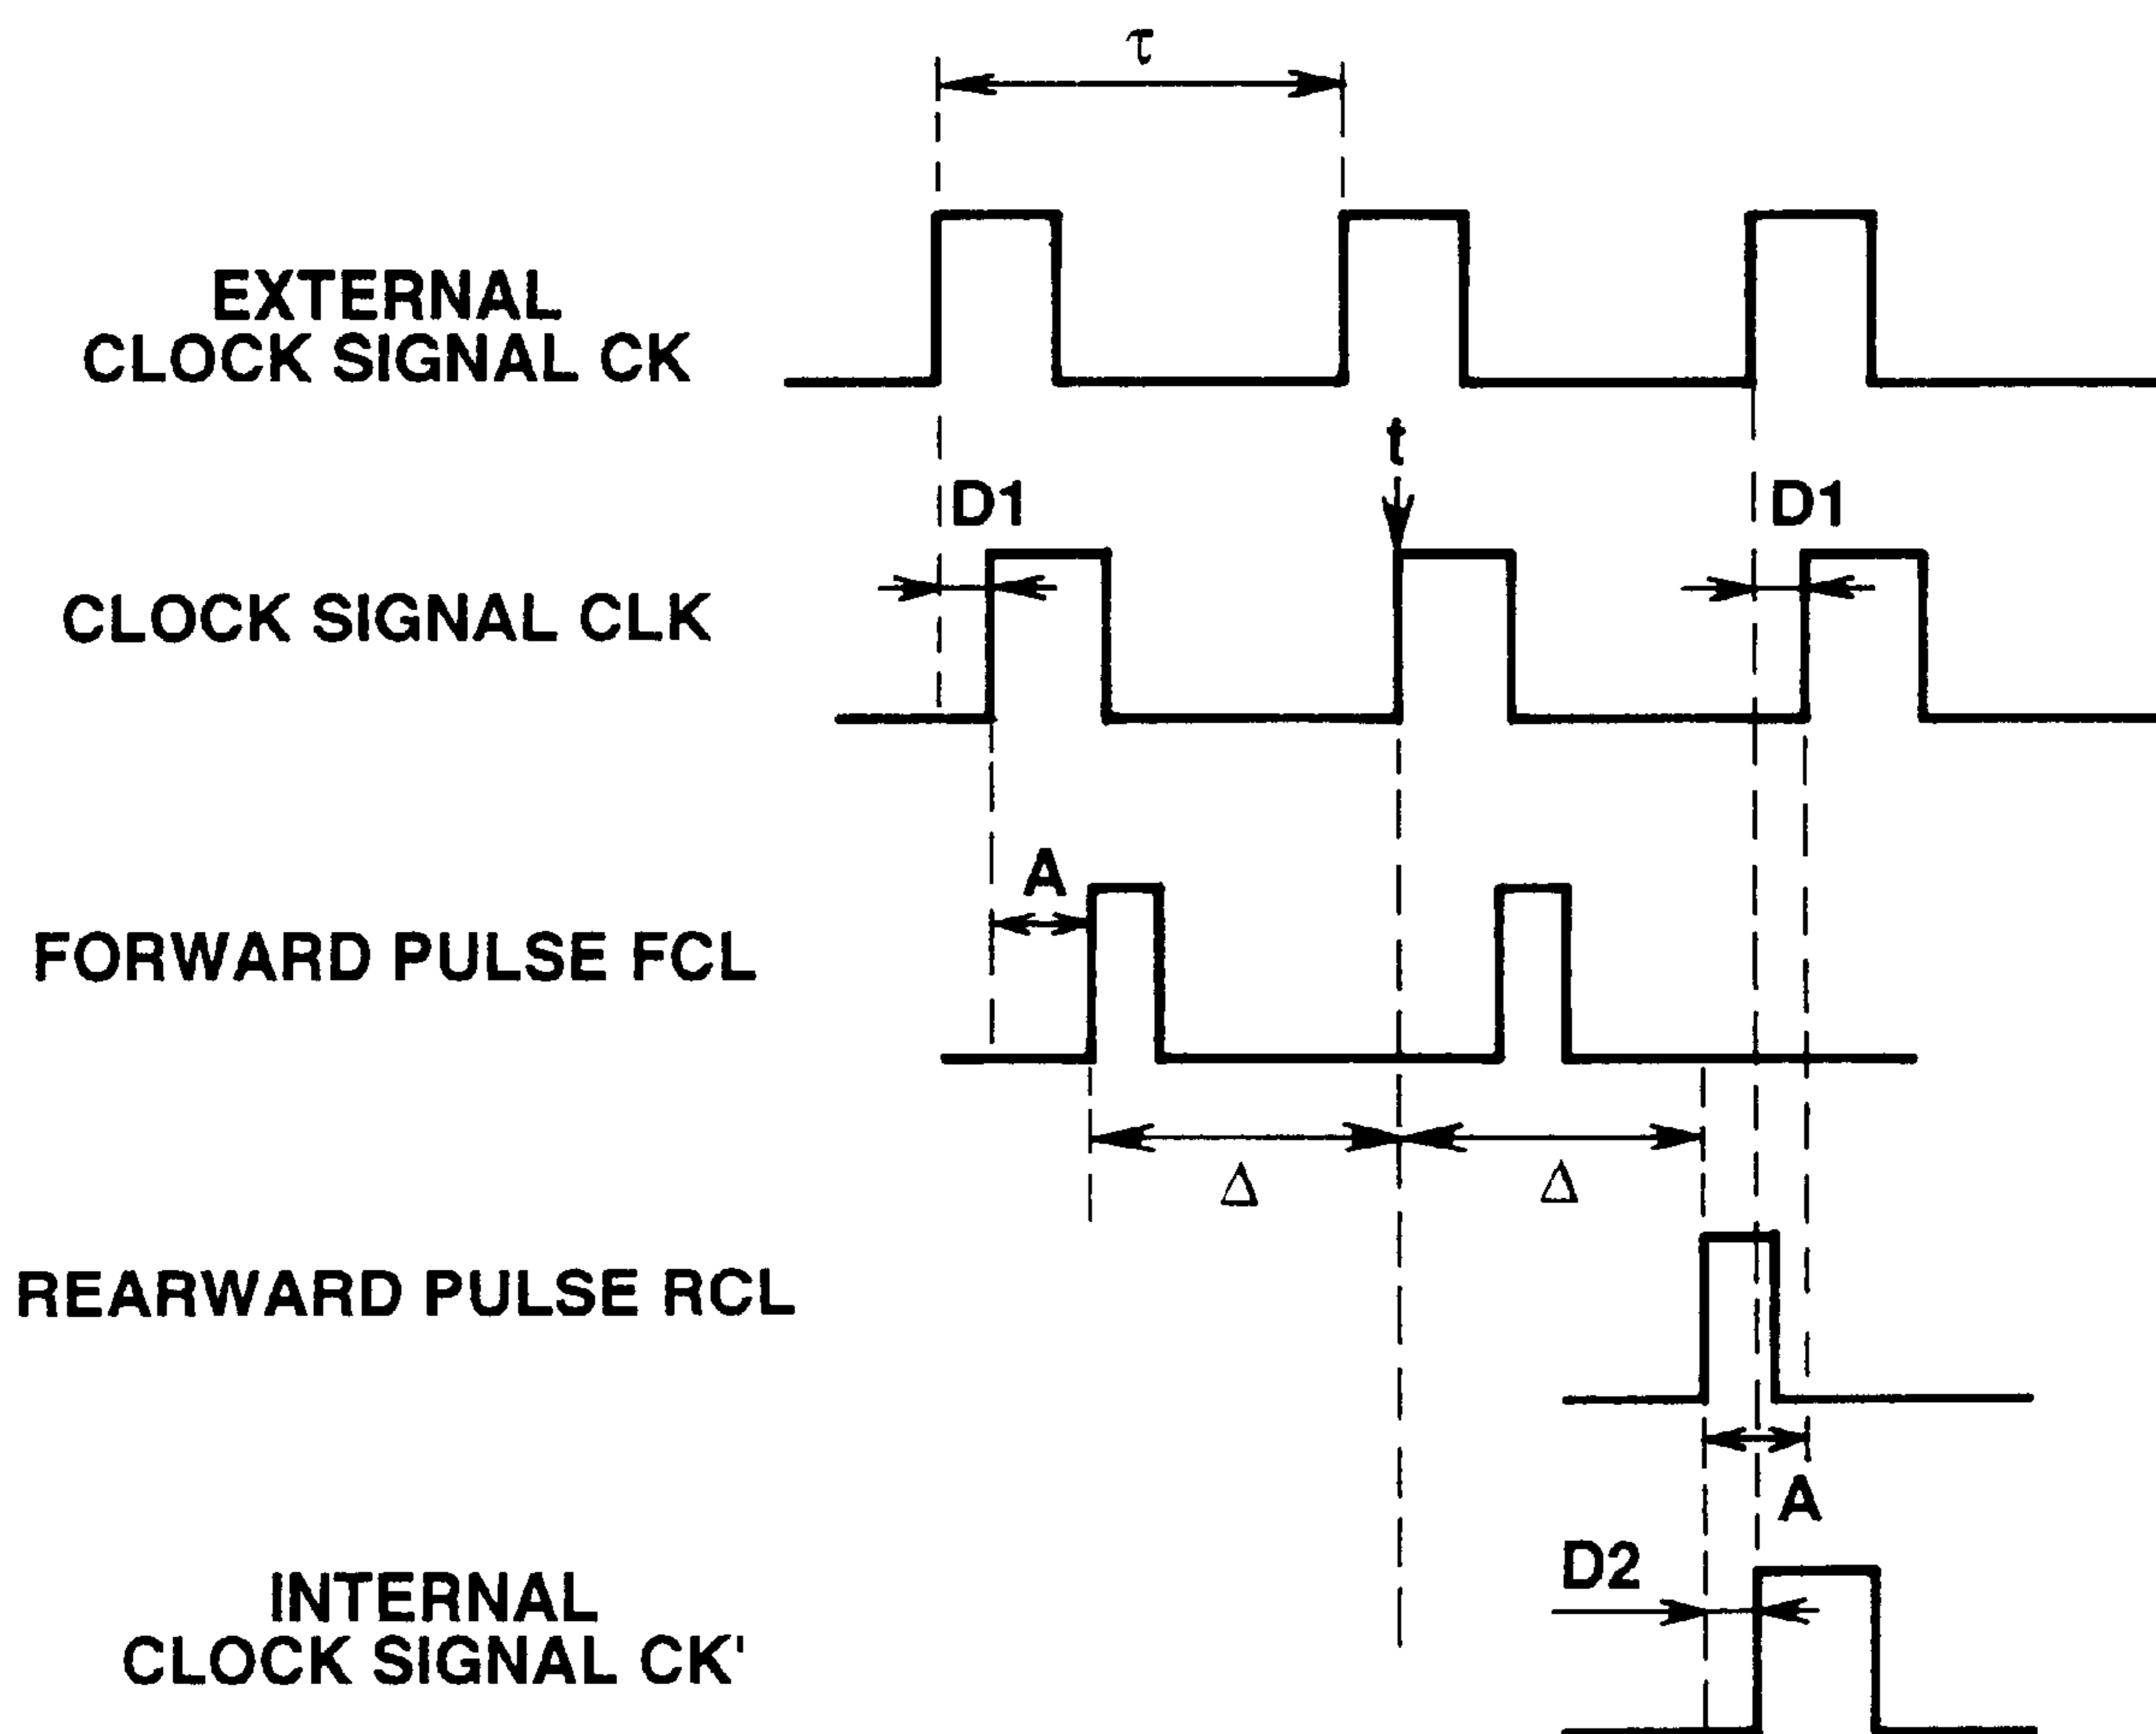 τ
EXTERNAL
CLOCK SIGNAL CK
t
D1
D1
CLOCK SIGNAL CLK
A
FORWARD PULSE FCL
Δ
Δ
REARWARD PULSE RCL
A
D2
INTERNAL
CLOCK SIGNAL CK'